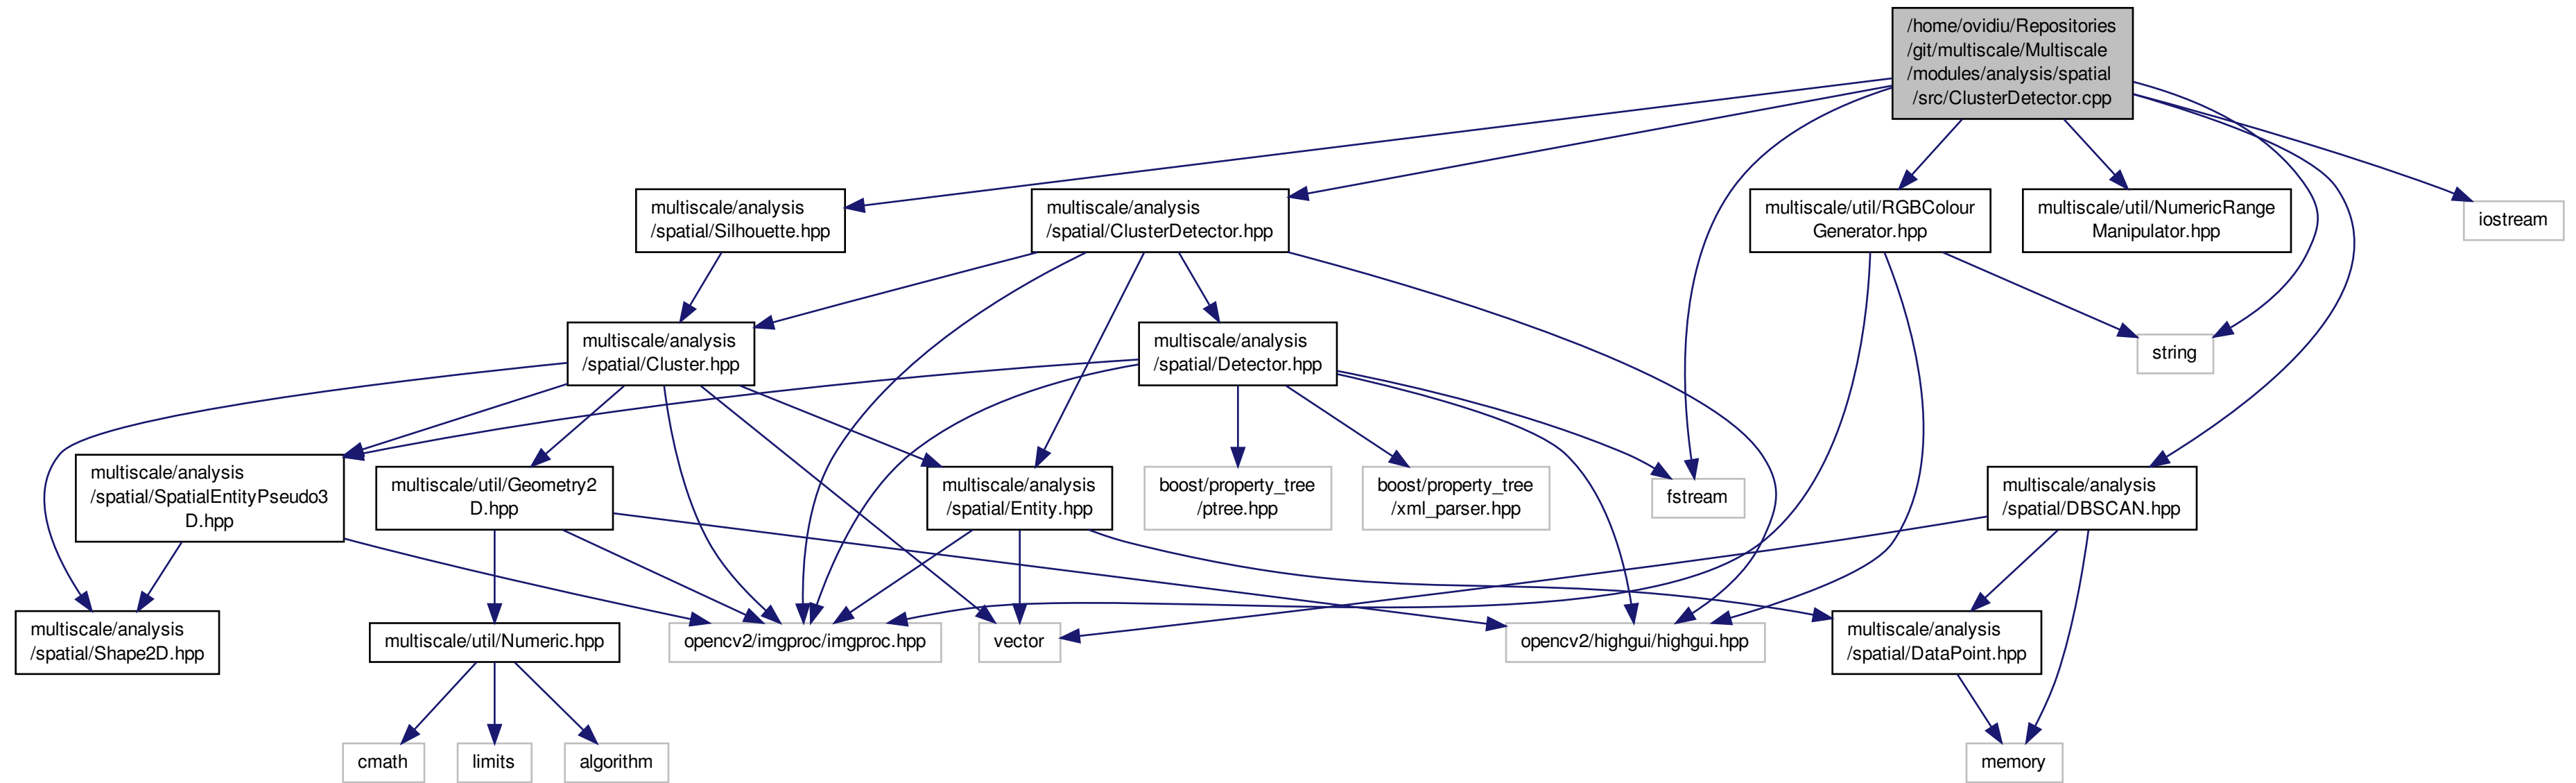 /home/ovidiu/Repositories
/git/multiscale/Multiscale
/modules/analysis/spatial
/src/ClusterDetector.cpp
multiscale/analysis
/spatial/Silhouette.hpp
multiscale/analysis
/spatial/ClusterDetector.hpp
multiscale/util/RGBColour
Generator.hpp
multiscale/util/NumericRange
Manipulator.hpp
iostream
multiscale/analysis
/spatial/Cluster.hpp
multiscale/analysis
/spatial/Detector.hpp
string
multiscale/analysis
/spatial/SpatialEntityPseudo3
D.hpp
multiscale/util/Geometry2
D.hpp
multiscale/analysis
/spatial/Entity.hpp
boost/property_tree
/ptree.hpp
boost/property_tree
/xml_parser.hpp
fstream
multiscale/analysis
/spatial/DBSCAN.hpp
multiscale/analysis
/spatial/Shape2D.hpp
multiscale/util/Numeric.hpp
opencv2/imgproc/imgproc.hpp
vector
opencv2/highgui/highgui.hpp
multiscale/analysis
/spatial/DataPoint.hpp
cmath
limits
algorithm
memory